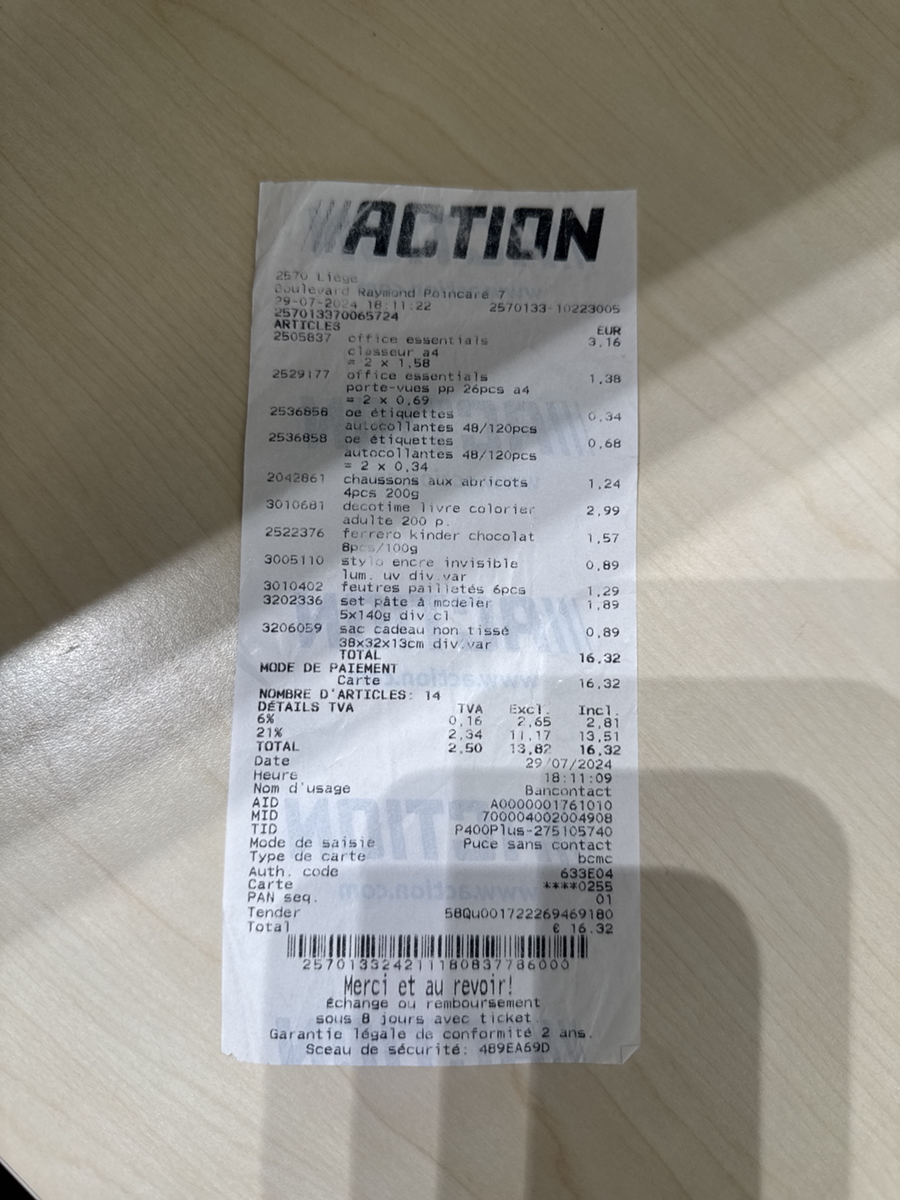 ACTION
2570 Liège
Boulevard Raymond Poincaré 7
29-07-2024 18:11:22 2570133-10223005
257013370065724
ARTICLES EUR
2505837 office essentials 3,16
classeur a4
= 2 x 1,58
2529177 office essentials 1,38
porte-vues pp 26pcs a4
= 2 x 0,69
2536858 oe étiquettes 0,34
autocollantes 48/120pcs
2536858 oe étiquettes 0,68
autocollantes 48/120pcs
= 2 x 0,34
2042861 chaussons aux abricots 1,24
4pcs 200g
3010681 decotime livre colorier 2,99
adulte 200 p.
2522376 ferrero kinder chocolat 1,57
8pcs/100g
3005110 stylo encre invisible 0,89
lum. uv div.var
3010402 feutres pailletés 6pcs 1,29
3202336 set pâte à modeler 1,89
5x140g div cl
3206059 sac cadeau non tissé 0,89
38x32x13cm div.var
TOTAL 16,32
MODE DE PAIEMENT
Carte 16,32
NOMBRE D'ARTICLES: 14
DÉTAILS TVA TVA Excl. Incl.
6% 0,16 2,65 2,81
21% 2,34 11,17 13,51
TOTAL 2,50 13,82 16,32
Date 29/07/2024
Heure 18:11:09
Nom d'usage Bancontact
AID A0000001761010
MID 700004002004908
TID P400Plus-275105740
Mode de saisie Puce sans contact
Type de carte bcmc
Auth. code 633E04
Carte ****0255
PAN seq. 01
Tender 58Qu001722269469180
Total € 16.32
2570133242111808377​86000
Merci et au revoir!
Échange ou remboursement
sous 8 jours avec ticket.
Garantie légale de conformité 2 ans.
Sceau de sécurité: 489EA69D